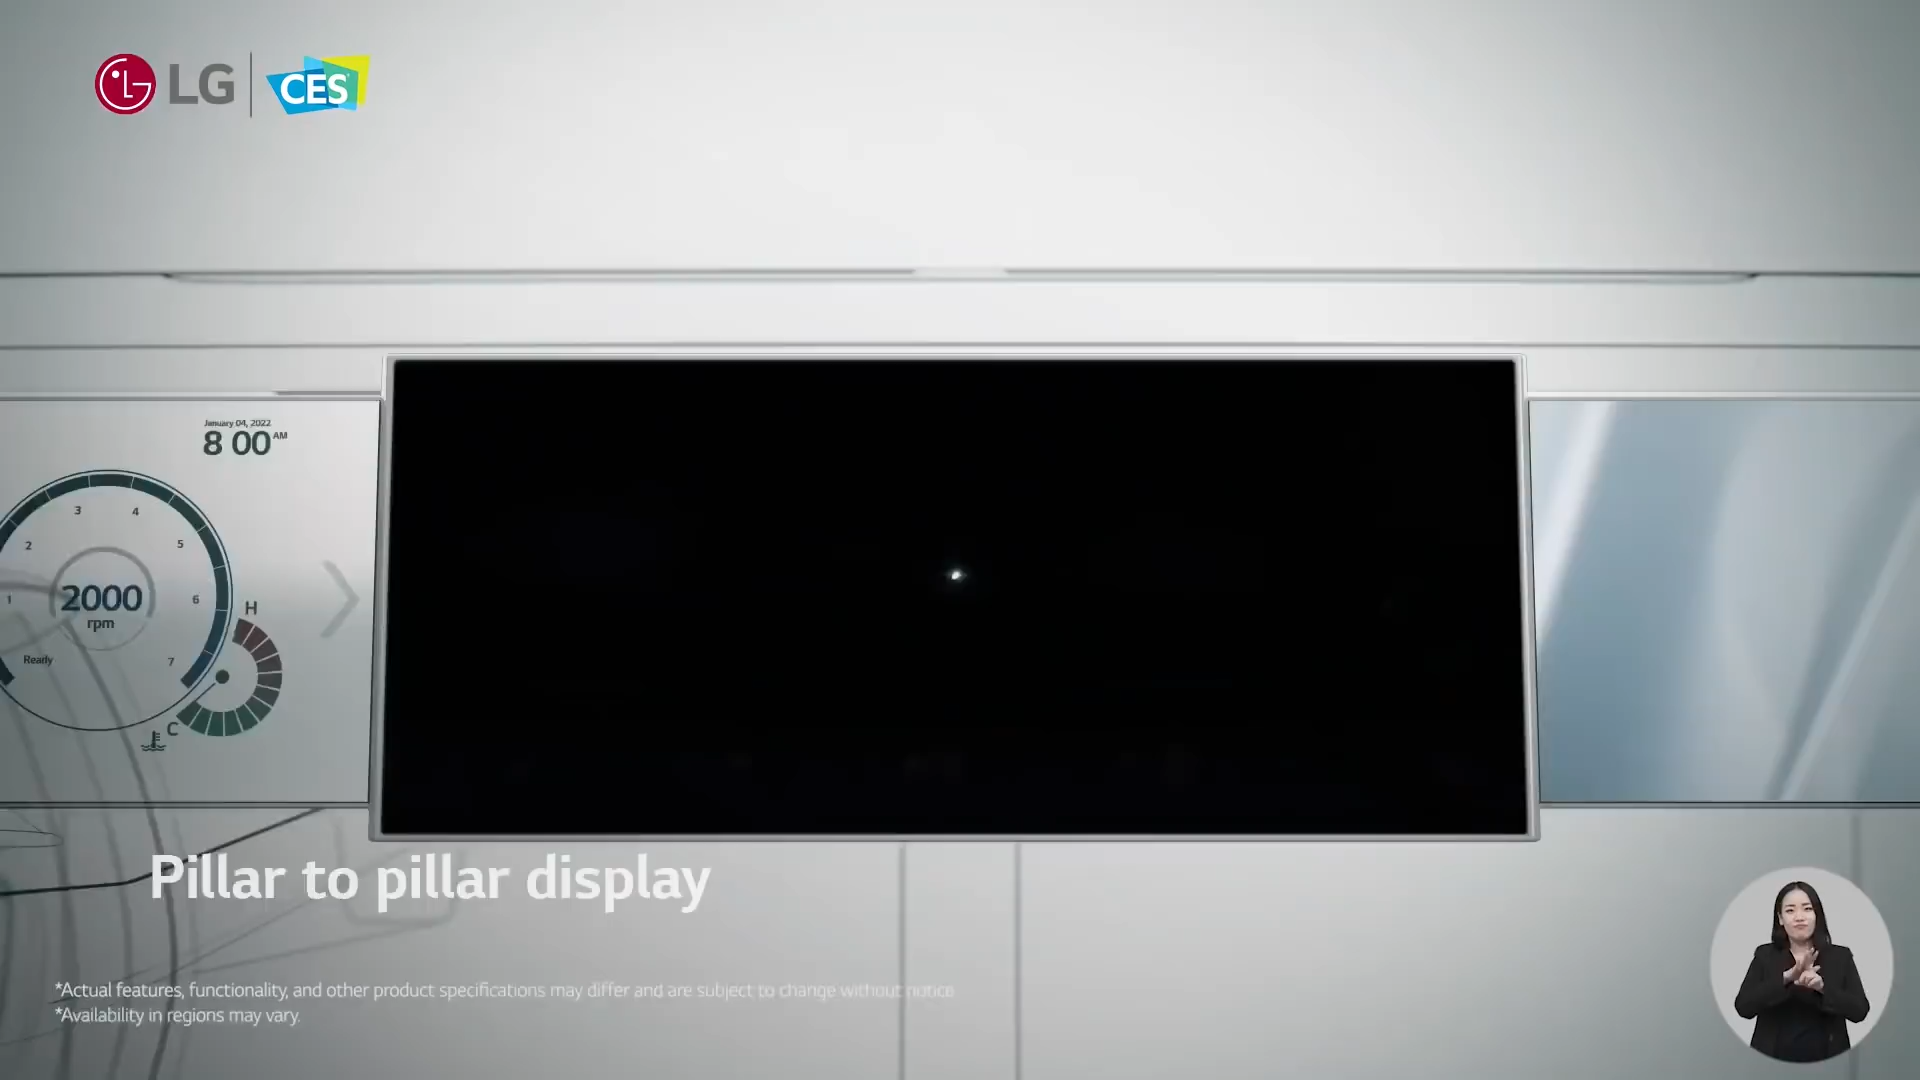 LG
CES
January 04, 2022
8 00 AM
3
4
2
5
1
2000
6
rpm
H
Ready
7
C
Pillar to pillar display
*Actual features, functionality, and other product specifications may differ and are subject to change without notice
*Availability in regions may vary.